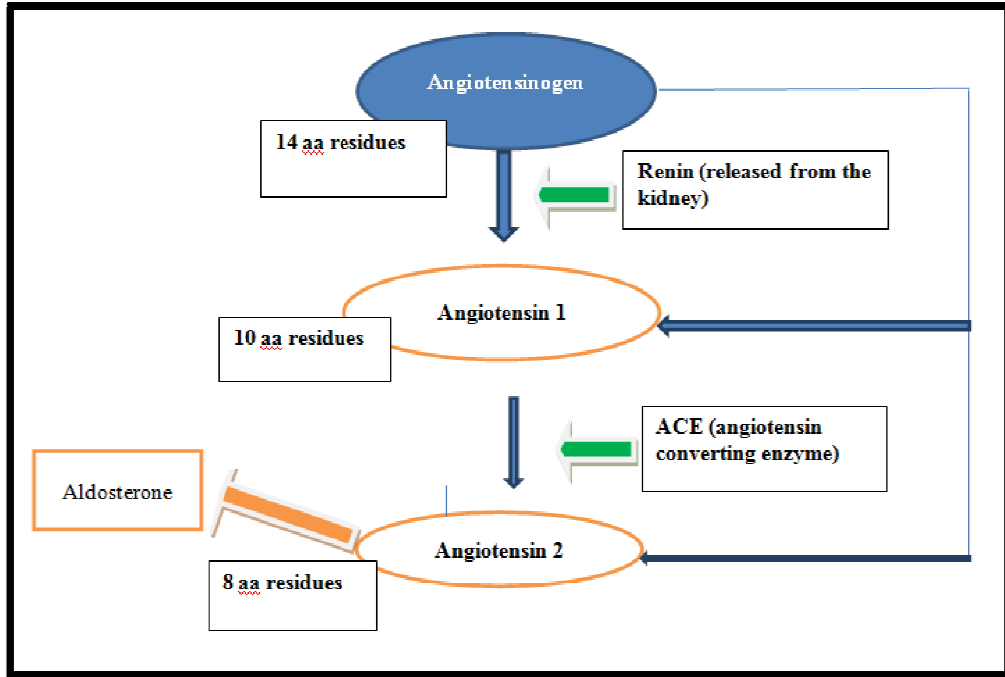 Angiotensinogen
14 aa residues
Renin (released from the
kidney)
Angiotensin 1
10 aa residues
ACE (angiotensin
converting enzyme)
Aldosterone
Angiotensin 2
8 aa residues